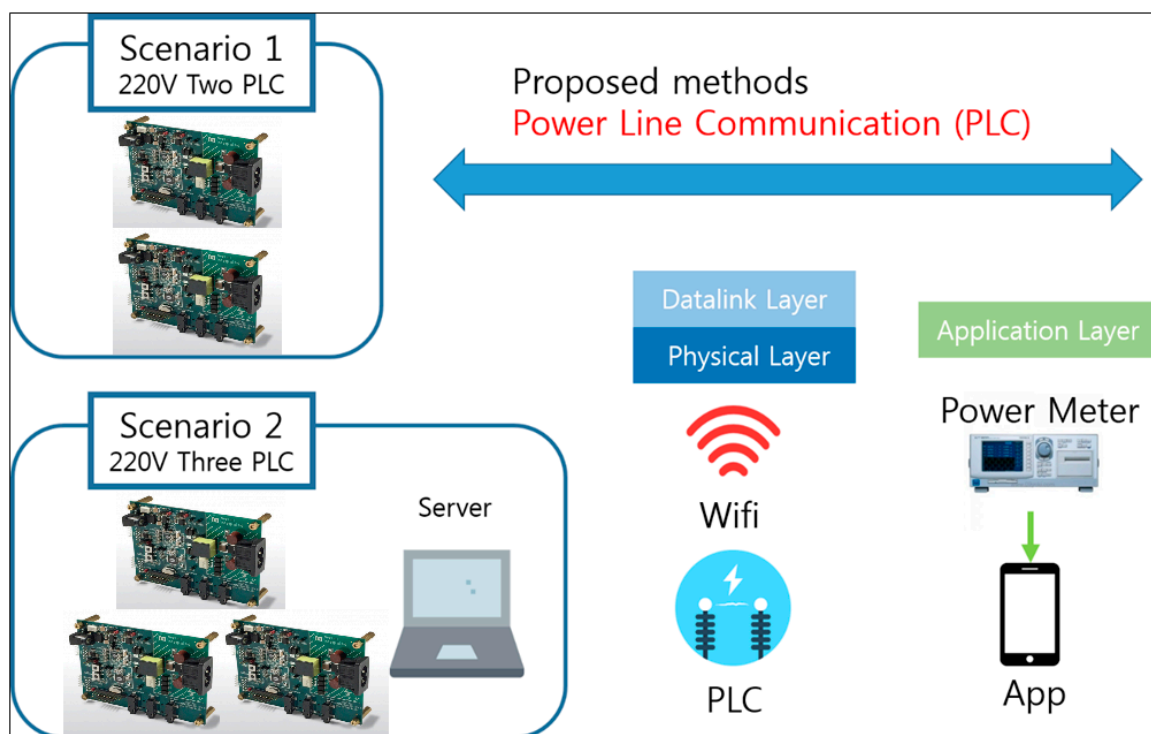 Scenario 1
220V Two PLC
Proposed methods
Power Line Communication (PLC)
Datalink Layer
Physical Layer
Application Layer
Power Meter
Wifi
PLC
App
Scenario 2
220V Three PLC
Server